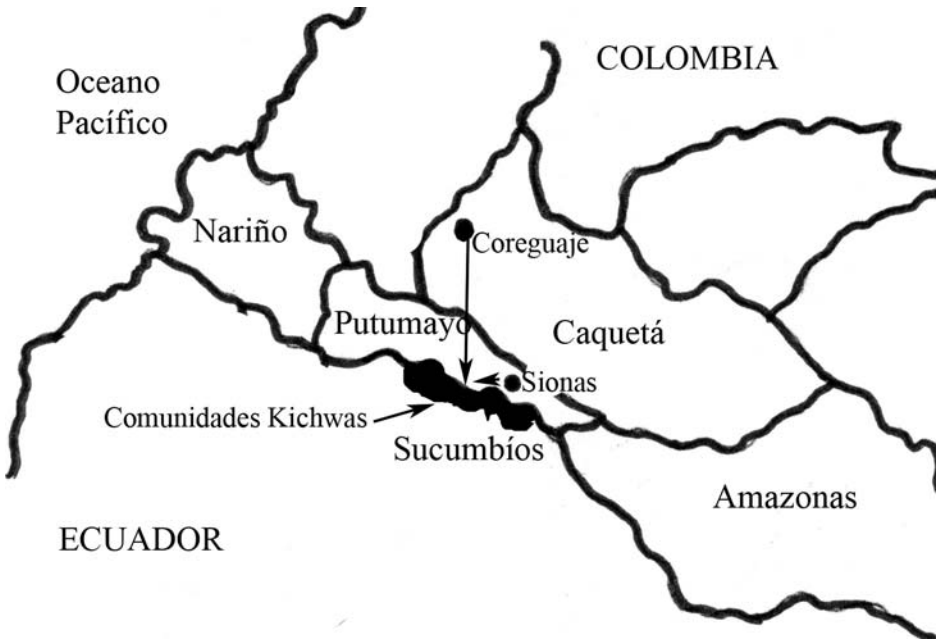 COLOMBIA
Oceano
Pacífico
Nariño
Coreguaje
Putumayo
Caquetá
Sionas
Comunidades Kichwas
Sucumbíos
Amazonas
ECUADOR